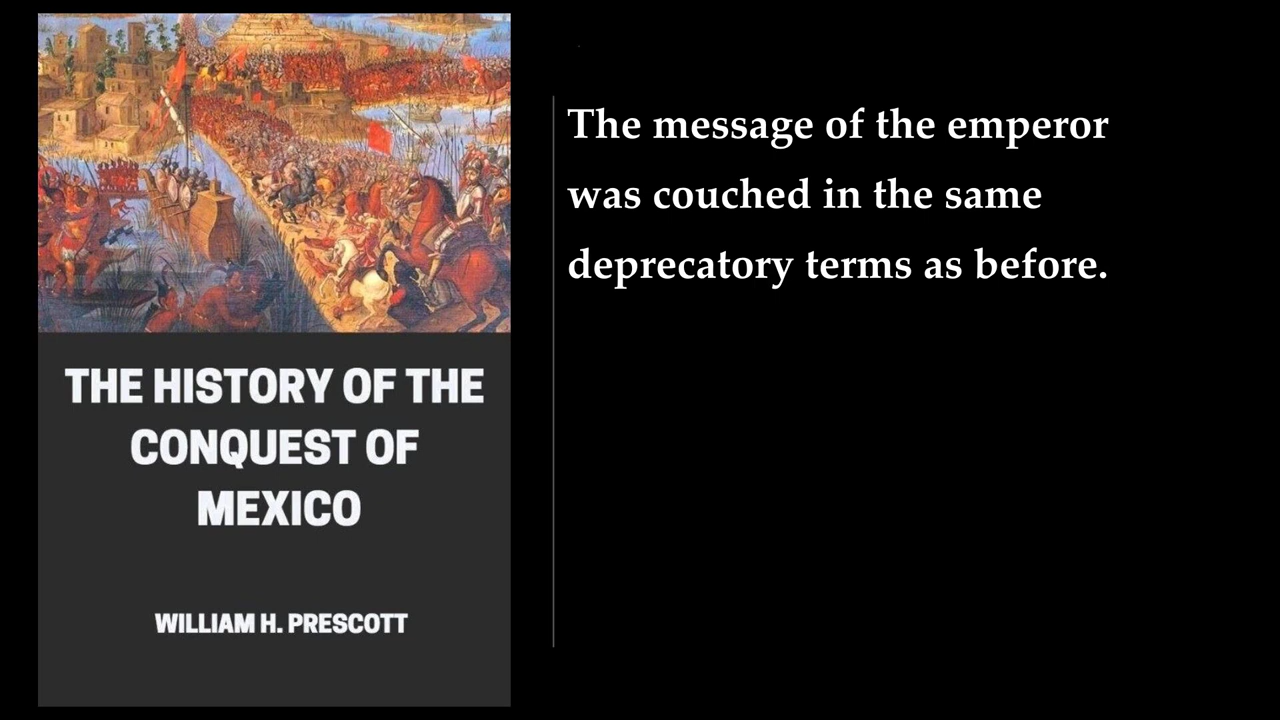 THE HISTORY OF THE
CONQUEST OF
MEXICO
WILLIAM H. PRESCOTT
The message of the emperor
was couched in the same
deprecatory terms as before.